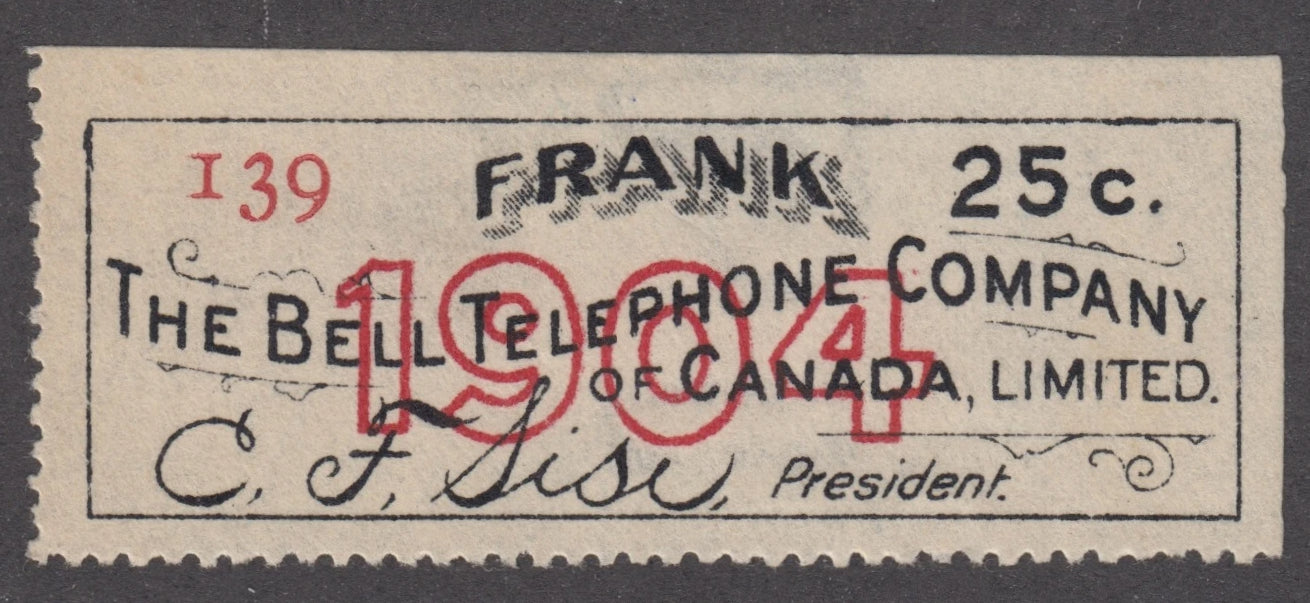 139 FRANK 25c.
THE BELL TELEPHONE COMPANY
1904
OF CANADA, LIMITED.
C. F. Sise, President.